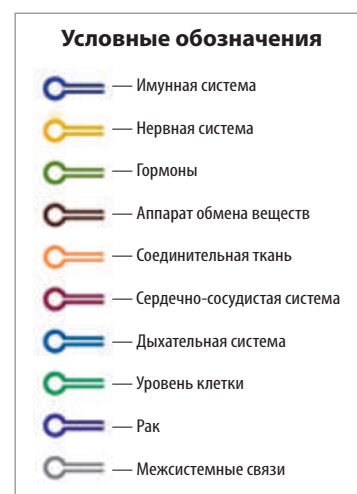 Условные обозначения
— Имунная система
— Нервная система
— Гормоны
— Аппарат обмена веществ
— Соединительная ткань
— Сердечно-сосудистая система
— Дыхательная система
— Уровень клетки
— Рак
— Межсистемные связи